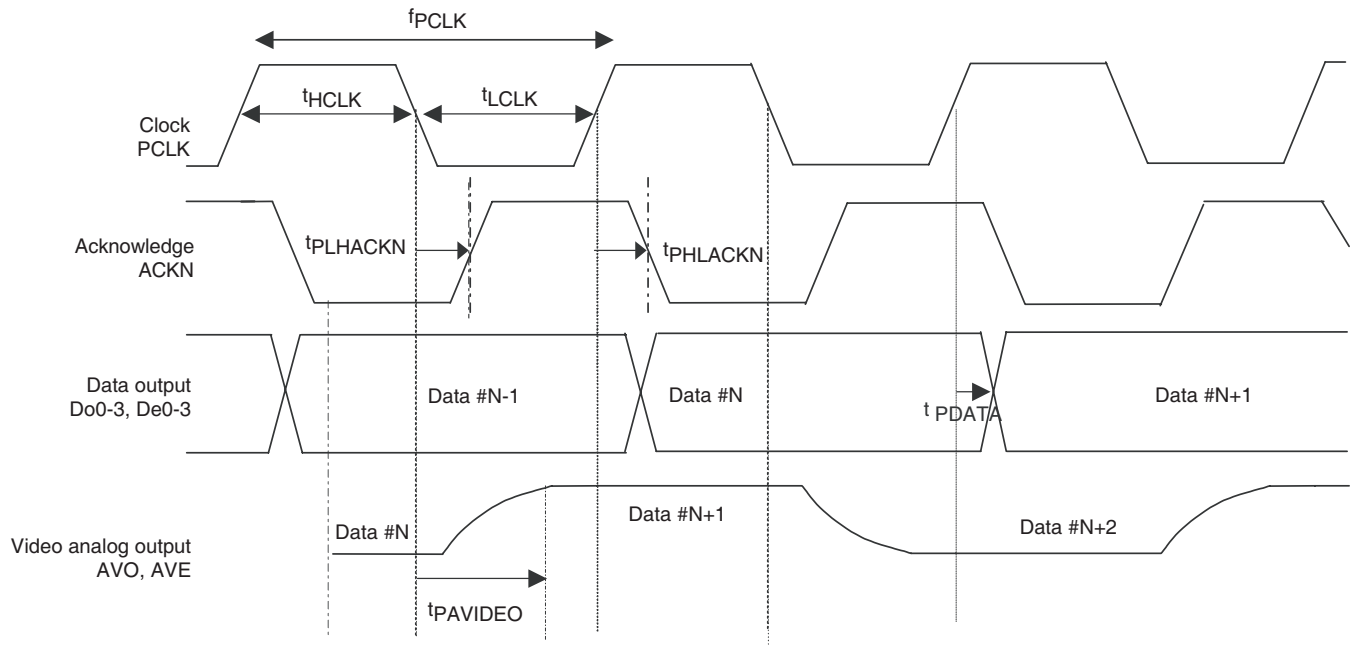 fPCLK
tHCLK
tLCLK
Clock
PCLK
Acknowledge
ACKN
tPLHACKN
tPHLACKN
Data output
Do0-3, De0-3
Data #N-1
Data #N
t PDATA
Data #N+1
Video analog output
AVO, AVE
Data #N
Data #N+1
Data #N+2
tPAVIDEO